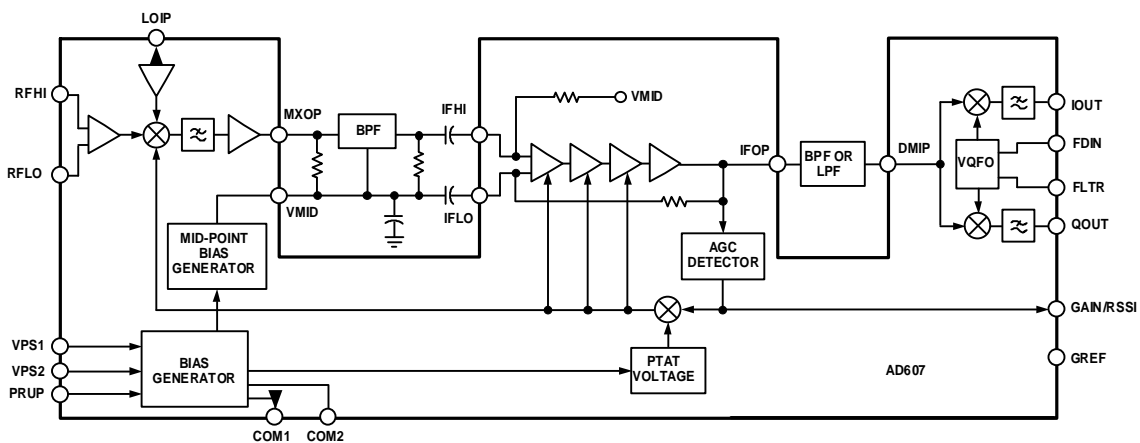 LOIP
RFHI
RFLO
MXOP
BPF
IFHI
VMID
IFLO
VMID
IFOP
BPF OR
LPF
DMIP
VQFO
IOUT
FDIN
FLTR
QOUT
MID-POINT
BIAS
GENERATOR
AGC
DETECTOR
GAIN/RSSI
VPS1
VPS2
PRUP
BIAS
GENERATOR
PTAT
VOLTAGE
GREF
AD607
COM1
COM2